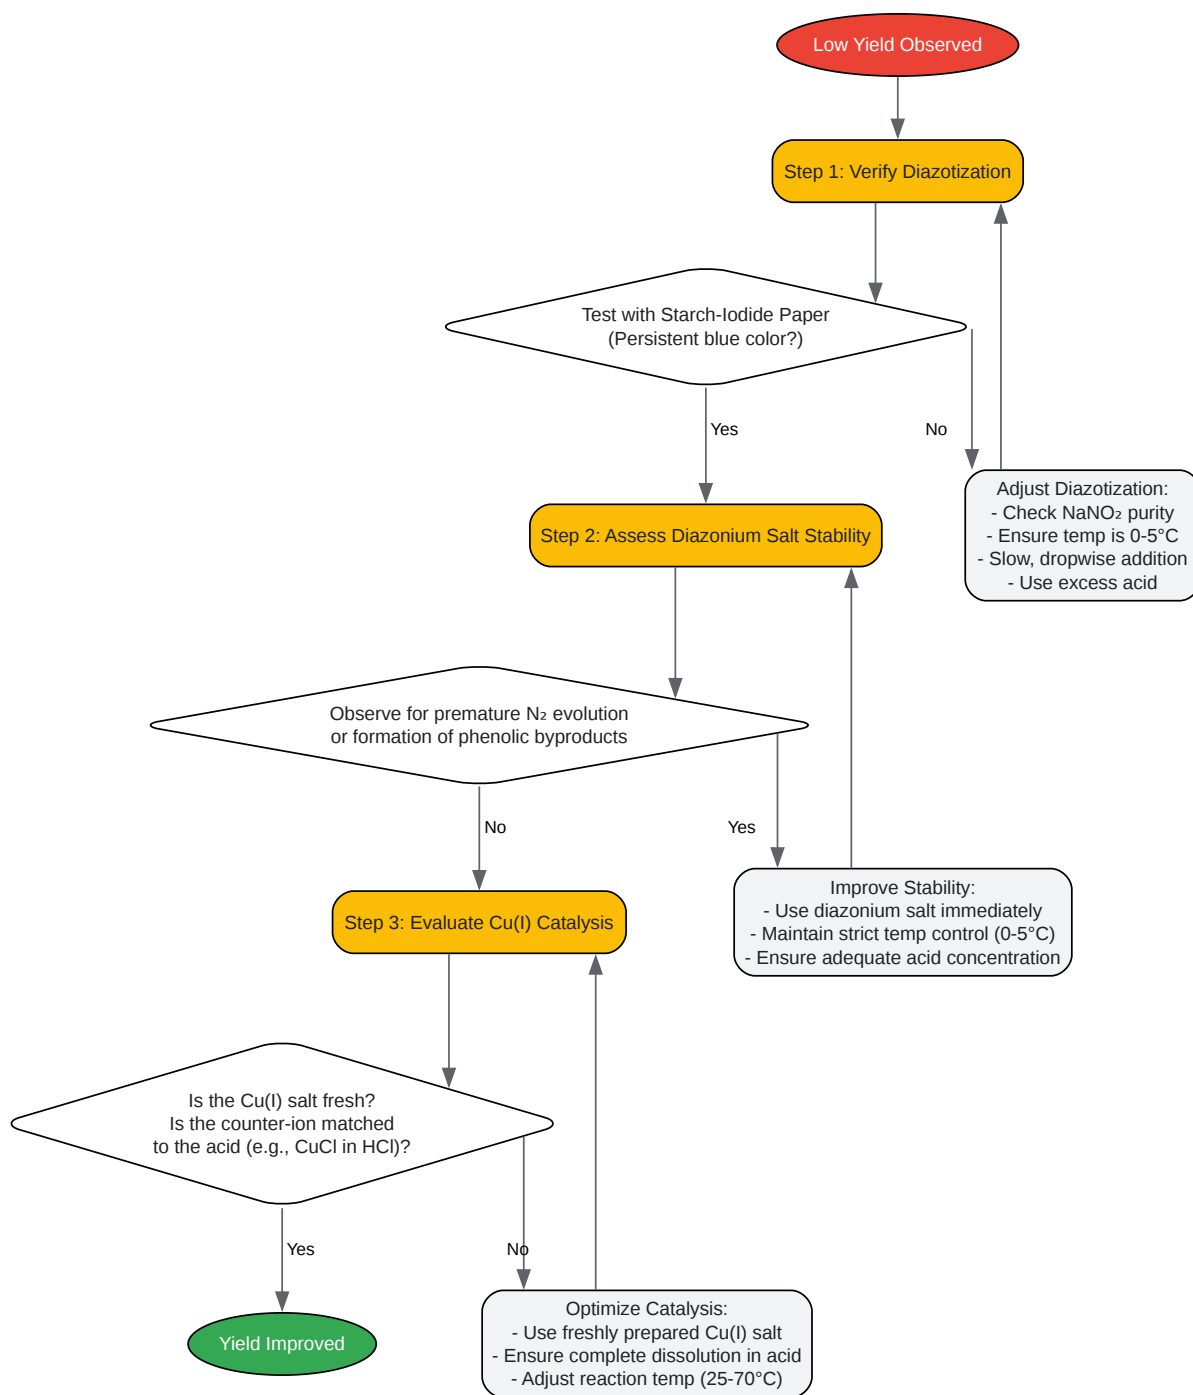 Low Yield Observed
Step 1: Verify Diazotization
Test with Starch-Iodide Paper
(Persistent blue color?)
Yes
No
Adjust Diazotization:
- Check NaNO₂ purity
- Ensure temp is 0-5°C
- Slow, dropwise addition
- Use excess acid
Step 2: Assess Diazonium Salt Stability
Observe for premature N₂ evolution
or formation of phenolic byproducts
No
Yes
Improve Stability:
- Use diazonium salt immediately
- Maintain strict temp control (0-5°C)
- Ensure adequate acid concentration
Step 3: Evaluate Cu(I) Catalysis
Is the Cu(I) salt fresh?
Is the counter-ion matched
to the acid (e.g., CuCl in HCl)?
Yes
No
Optimize Catalysis:
- Use freshly prepared Cu(I) salt
- Ensure complete dissolution in acid
- Adjust reaction temp (25-70°C)
Yield Improved